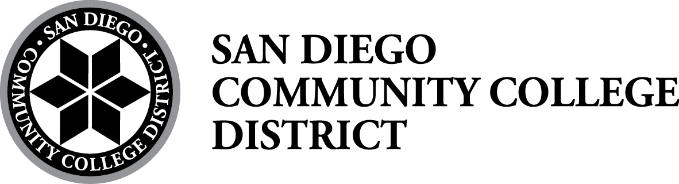 • SAN DIEGO •
COMMUNITY COLLEGE DISTRICT
SAN DIEGO
COMMUNITY COLLEGE
DISTRICT